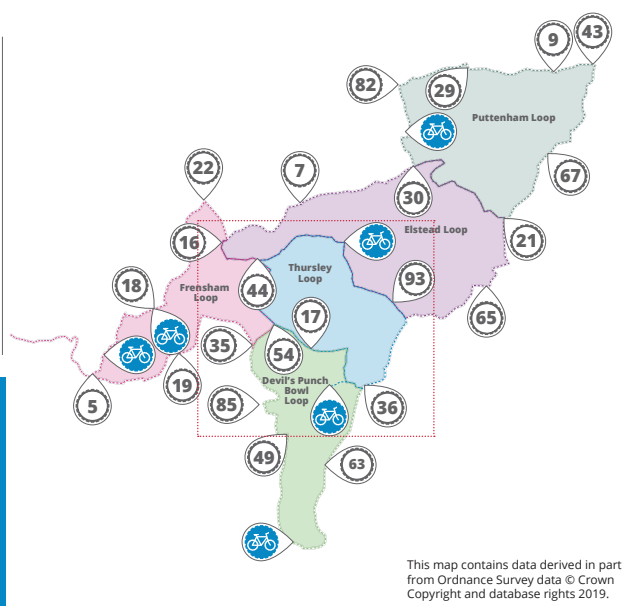 9
43
82
29
Puttenham Loop
22
7
67
30
16
Elstead Loop
21
Thursley
Loop
44
93
18
Frensham
Loop
17
65
35
54
19
Devil's Punch
Bowl
Loop
5
85
36
49
63
This map contains data derived in part
from Ordnance Survey data © Crown
Copyright and database rights 2019.